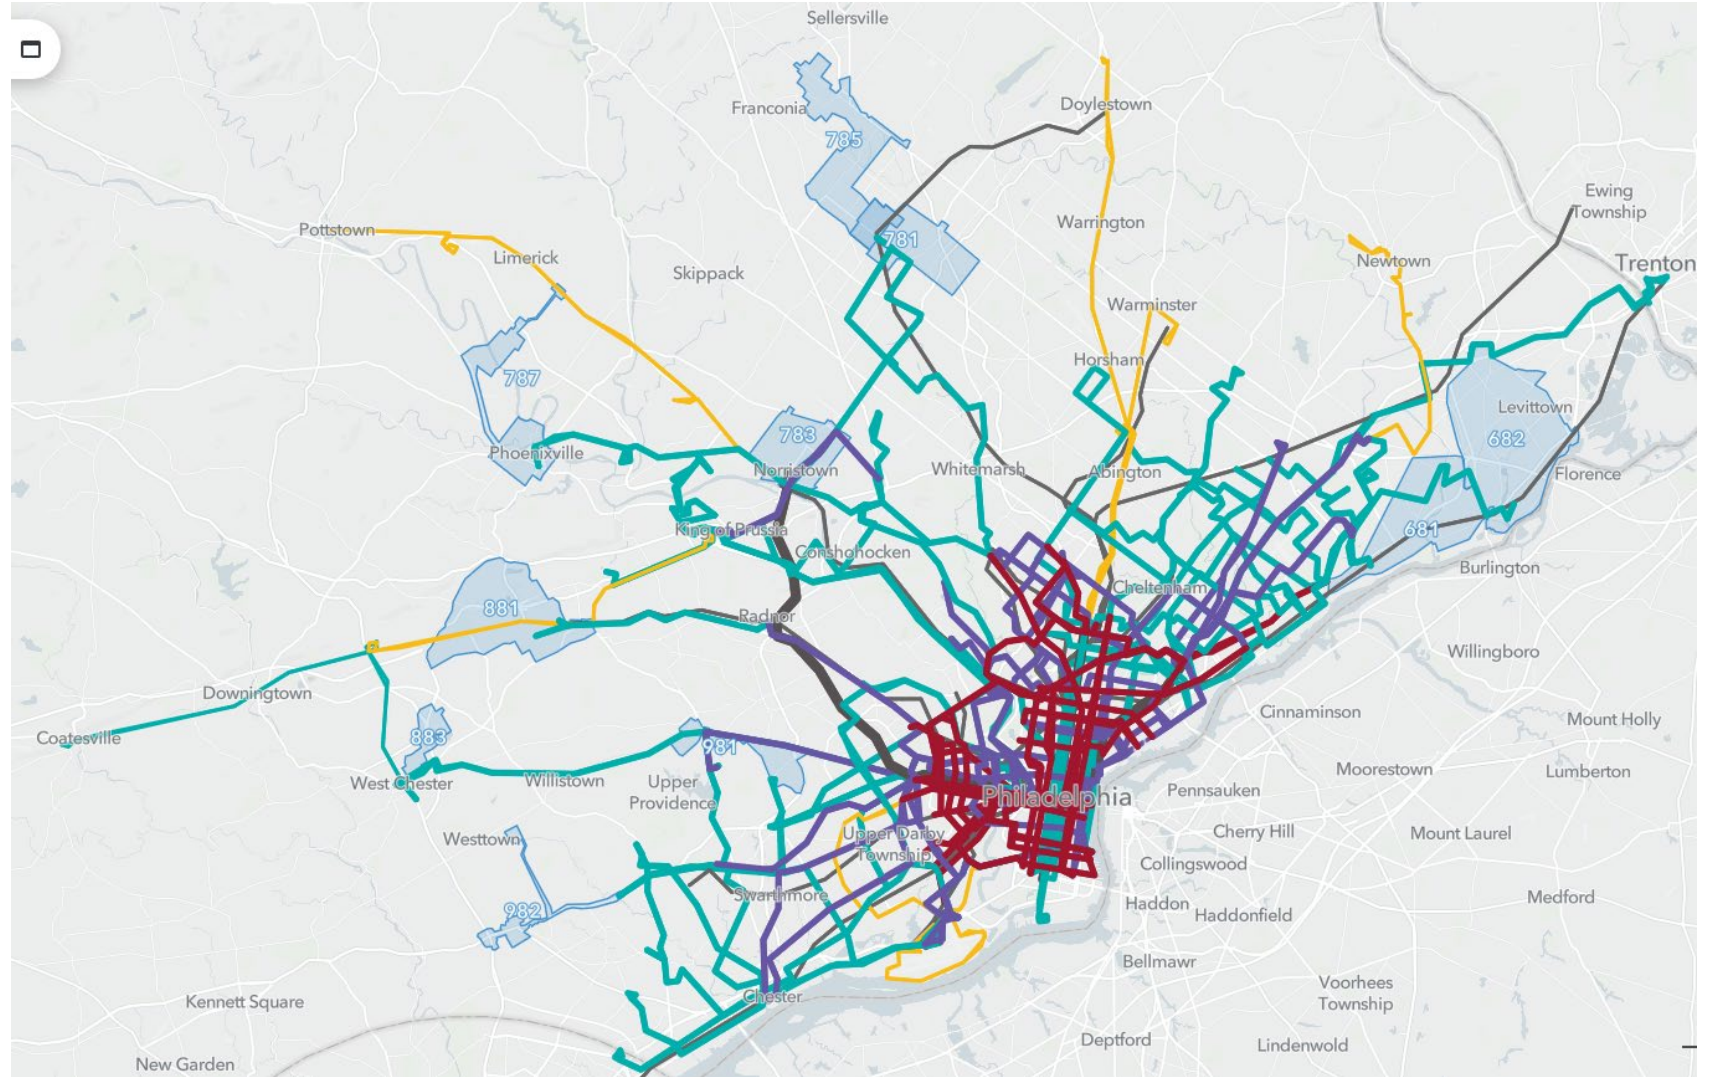 Sellersville
Franconia
Doylestown
785
Ewing
Township
Pottstown
Warrington
781
Limerick
Skippack
Newtown
Trenton
Warminster
Horsham
787
Levittown
783
682
Phoenixville
Norristown
Whitemarsh
Abington
Florence
King of Prussia
681
Conshohocken
Burlington
Cheltenham
881
Radnor
Willingboro
Downingtown
Cinnaminson
Mount Holly
Coatesville
883
981
West Chester
Willistown
Upper
Providence
Moorestown
Lumberton
Pennsauken
Philadelphia
Westtown
Upper Darby
Township
Cherry Hill
Mount Laurel
Collingswood
Swarthmore
Haddon
Haddonfield
Medford
982
Bellmawr
Kennett Square
Chester
Voorhees
Township
New Garden
Deptford
Lindenwold